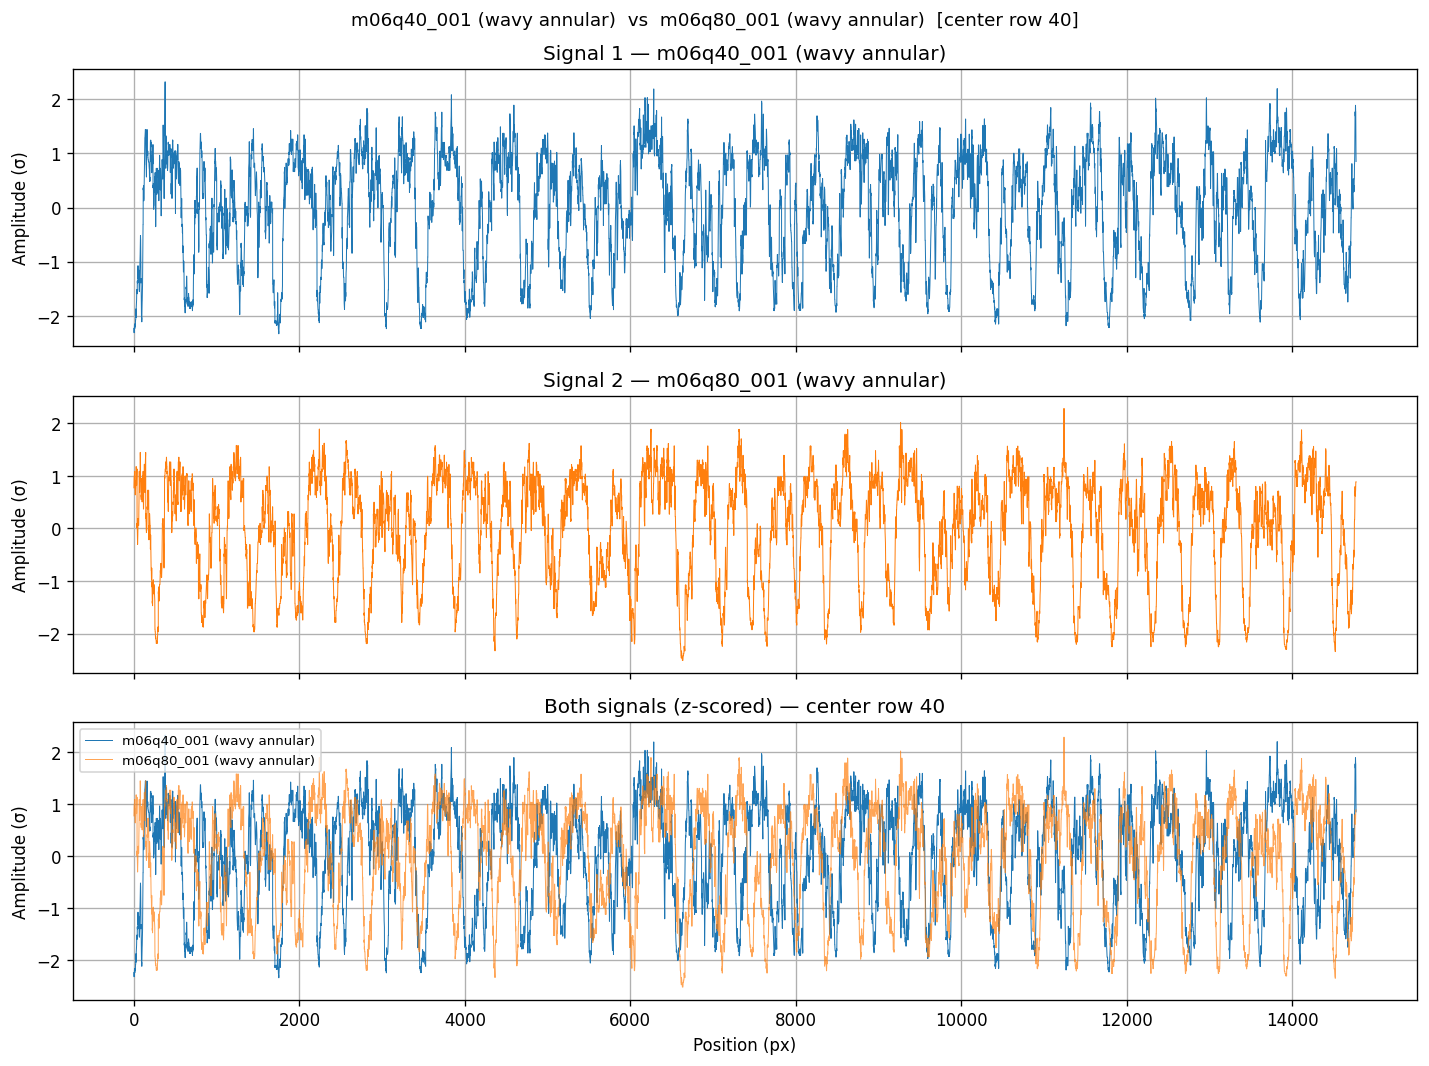 m06q40_001 (wavy annular)  vs  m06q80_001 (wavy annular)  [center row 40]
Signal 1 — m06q40_001 (wavy annular)
Amplitude (σ)
2
1
0
−1
−2
Signal 2 — m06q80_001 (wavy annular)
Amplitude (σ)
2
1
0
−1
−2
Both signals (z-scored) — center row 40
m06q40_001 (wavy annular)
m06q80_001 (wavy annular)
Amplitude (σ)
2
1
0
−1
−2
0 2000 4000 6000 8000 10000 12000 14000
Position (px)